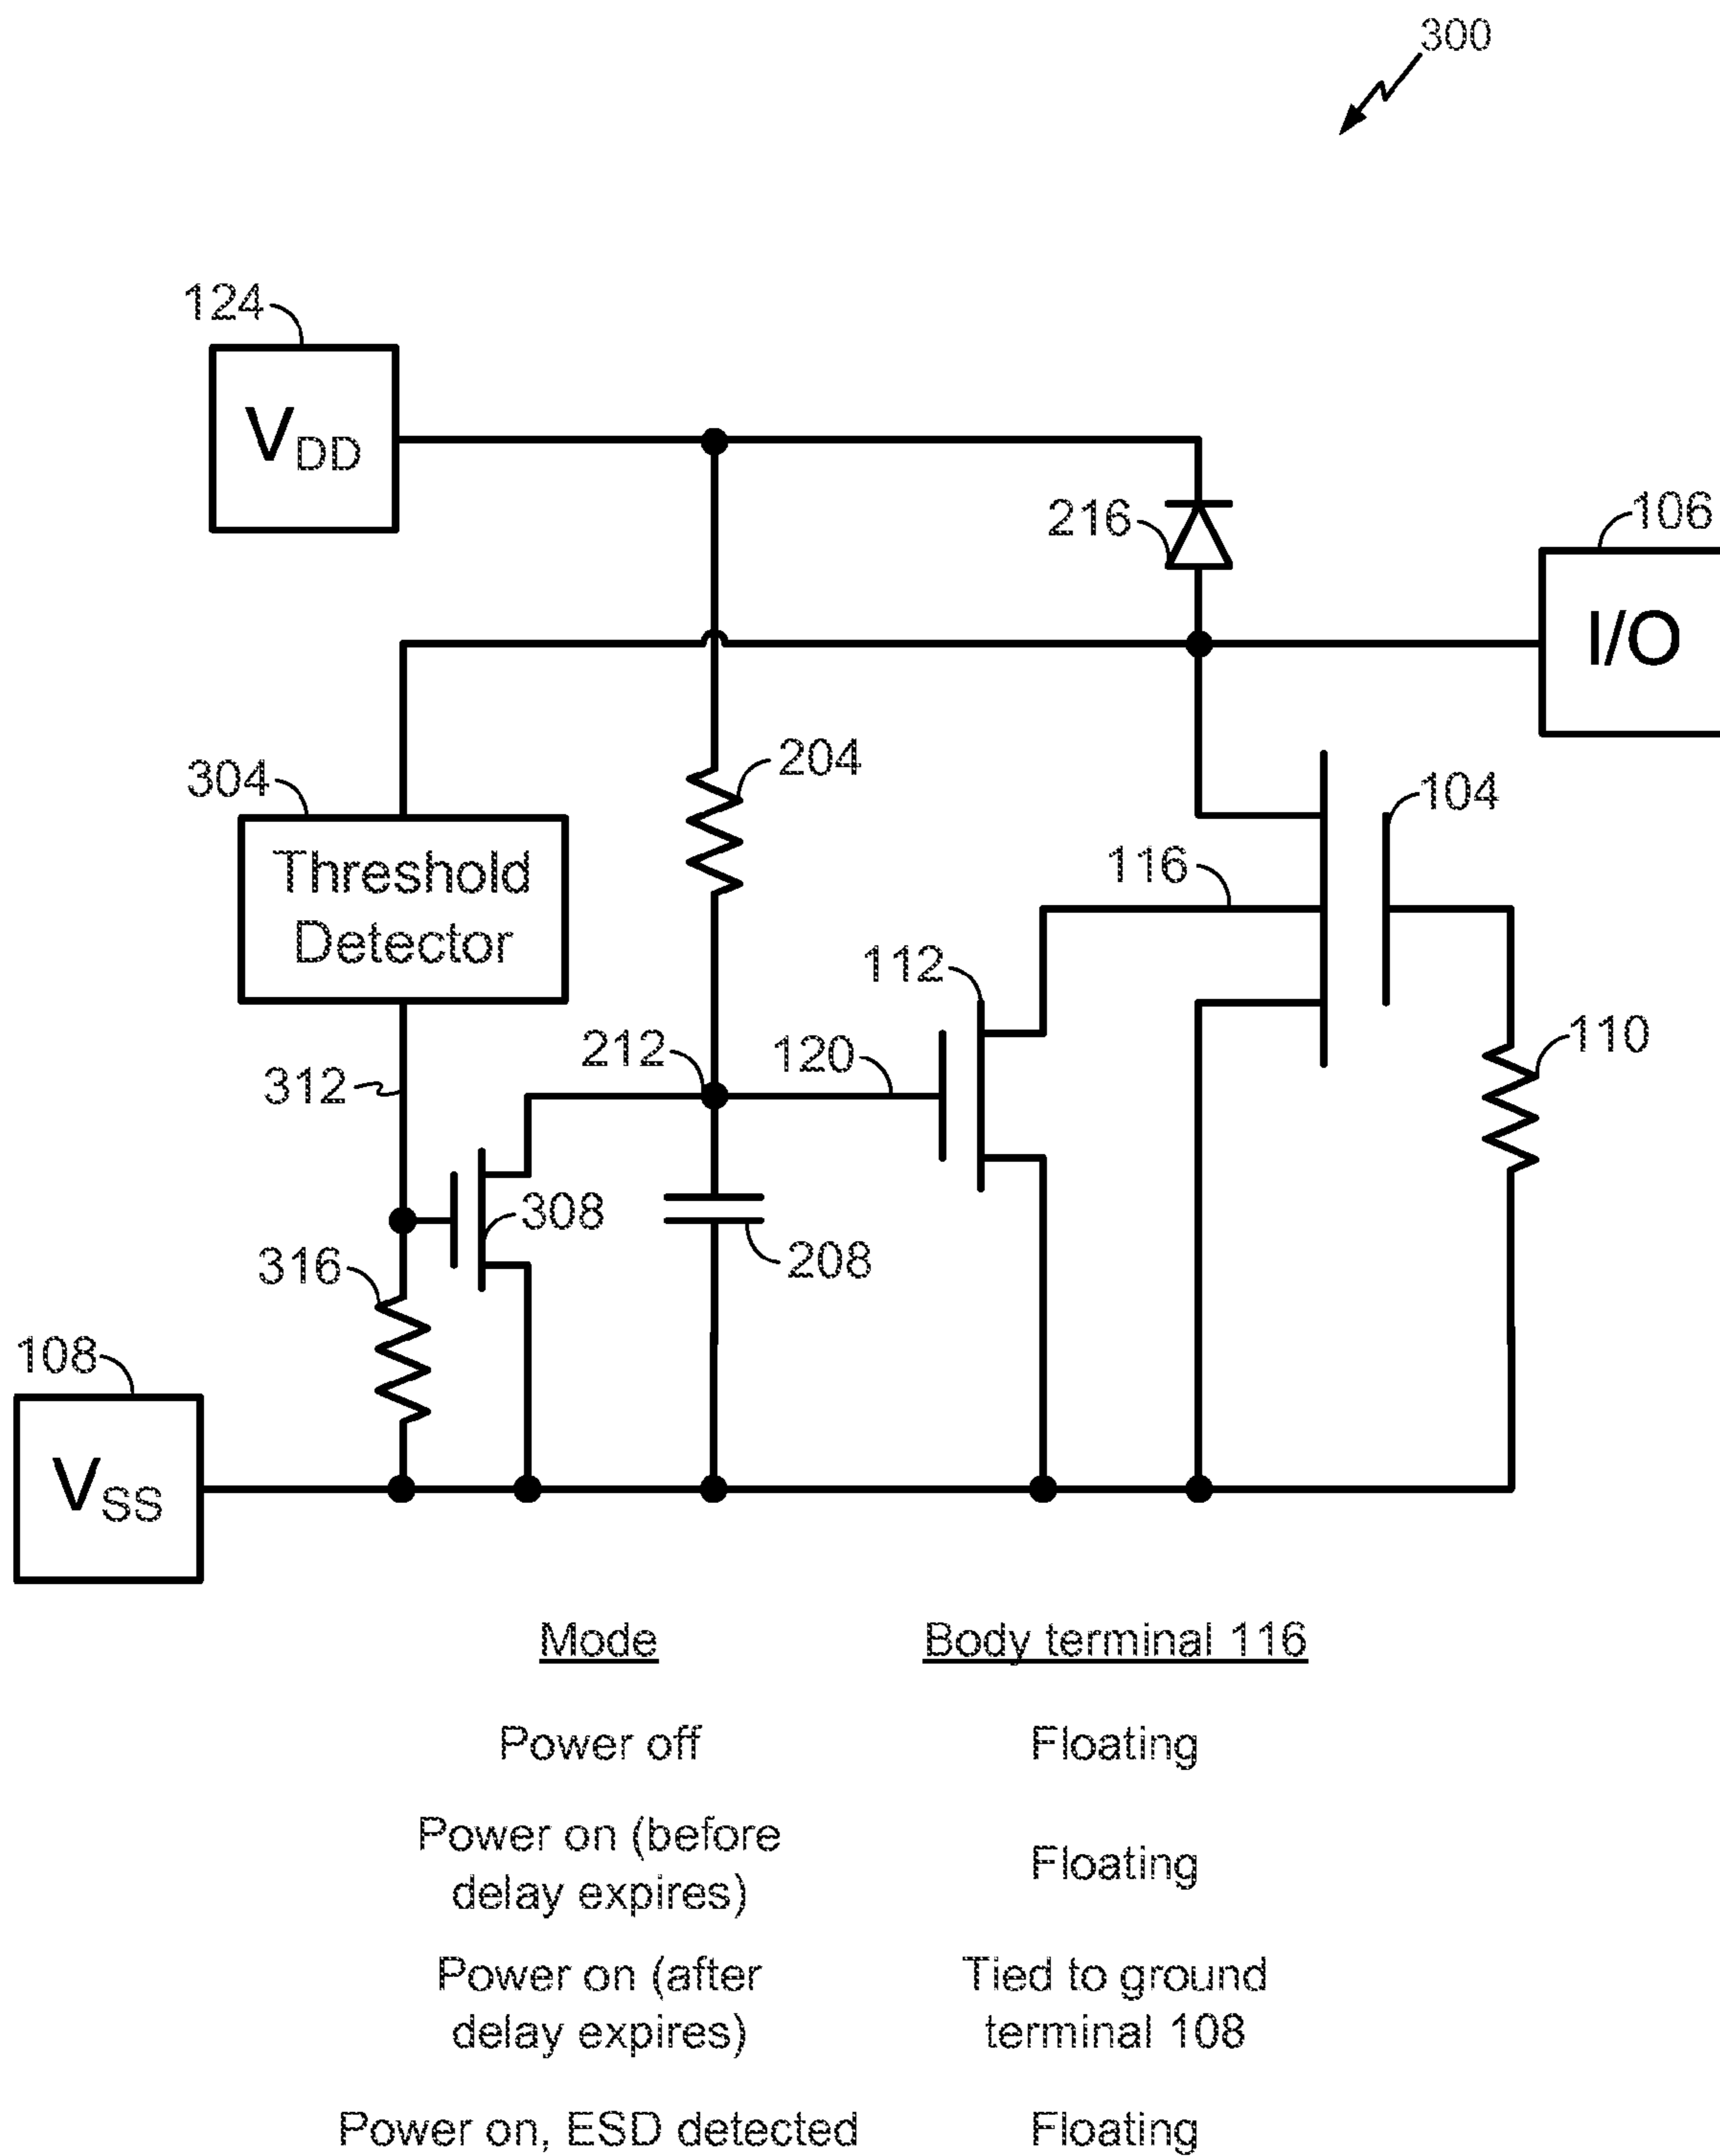 300
124
VDD
216
106
I/O
204
304
Threshold
Detector
104
116
112
110
212
120
312
308
208
316
108
VSS
Mode
Body terminal 116
Power off
Floating
Power on (before
delay expires)
Floating
Power on (after
delay expires)
Tied to ground
terminal 108
Power on, ESD detected
Floating